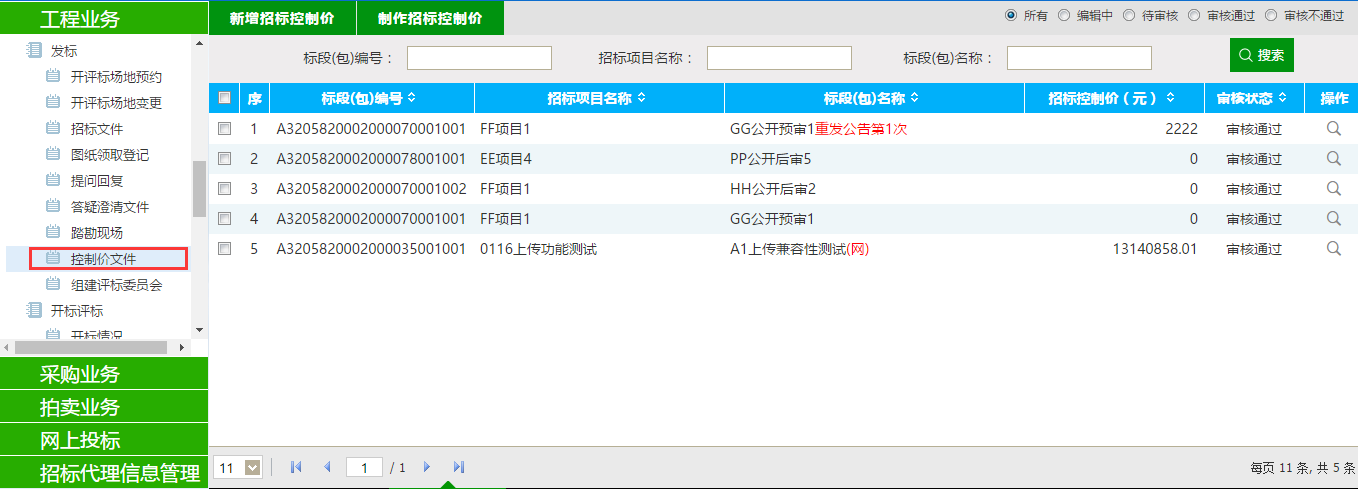 工程业务
发标
开评标场地预约
开评标场地变更
招标文件
图纸领取登记
提问回复
答疑澄清文件
踏勘现场
控制价文件
组建评标委员会
开标评标
开标情况
采购业务
拍卖业务
网上投标
招标代理信息管理
新增招标控制价 制作招标控制价
所有 编辑中 待审核 审核通过 审核不通过
标段(包)编号： 招标项目名称： 标段(包)名称： 搜索
序 标段(包)编号 招标项目名称 标段(包)名称 招标控制价（元） 审核状态 操作
1 A3205820002000070001001 FF项目1 GG公开预审1重发公告第1次 2222 审核通过
2 A3205820002000078001001 EE项目4 PP公开后审5 0 审核通过
3 A3205820002000070001002 FF项目1 HH公开后审2 0 审核通过
4 A3205820002000070001001 FF项目1 GG公开预审1 0 审核通过
5 A3205820002000035001001 0116上传功能测试 A1上传兼容性测试(网) 13140858.01 审核通过
11 1 / 1 每页 11 条, 共 5 条